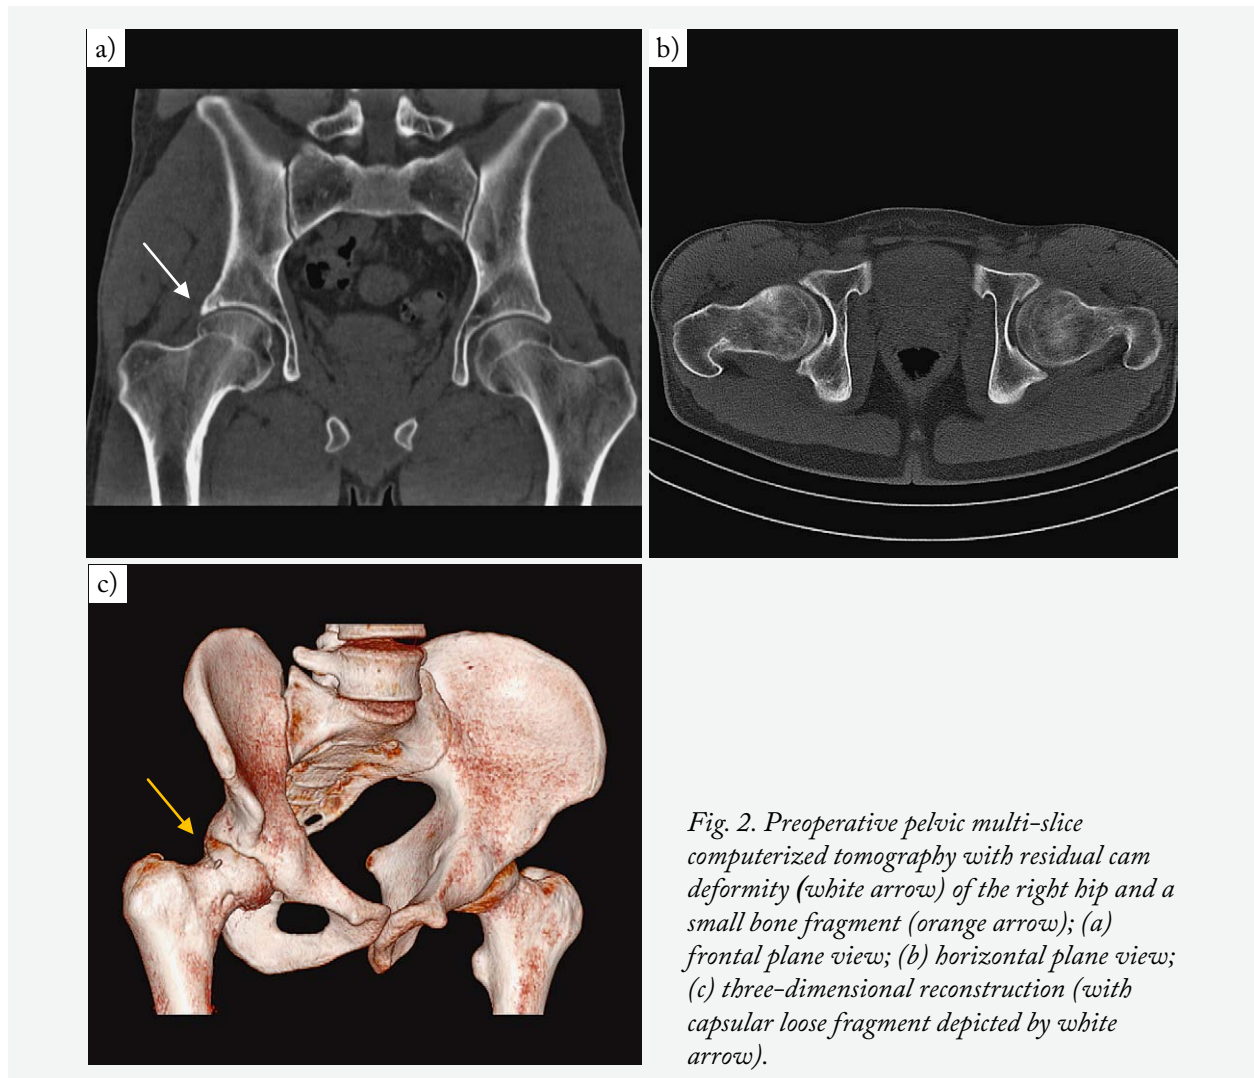 a)
b)
c)
Fig. 2. Preoperative pelvic multi-slice
computerized tomography with residual cam
deformity (white arrow) of the right hip and a
small bone fragment (orange arrow); (a)
frontal plane view; (b) horizontal plane view;
(c) three-dimensional reconstruction (with
capsular loose fragment depicted by white
arrow).